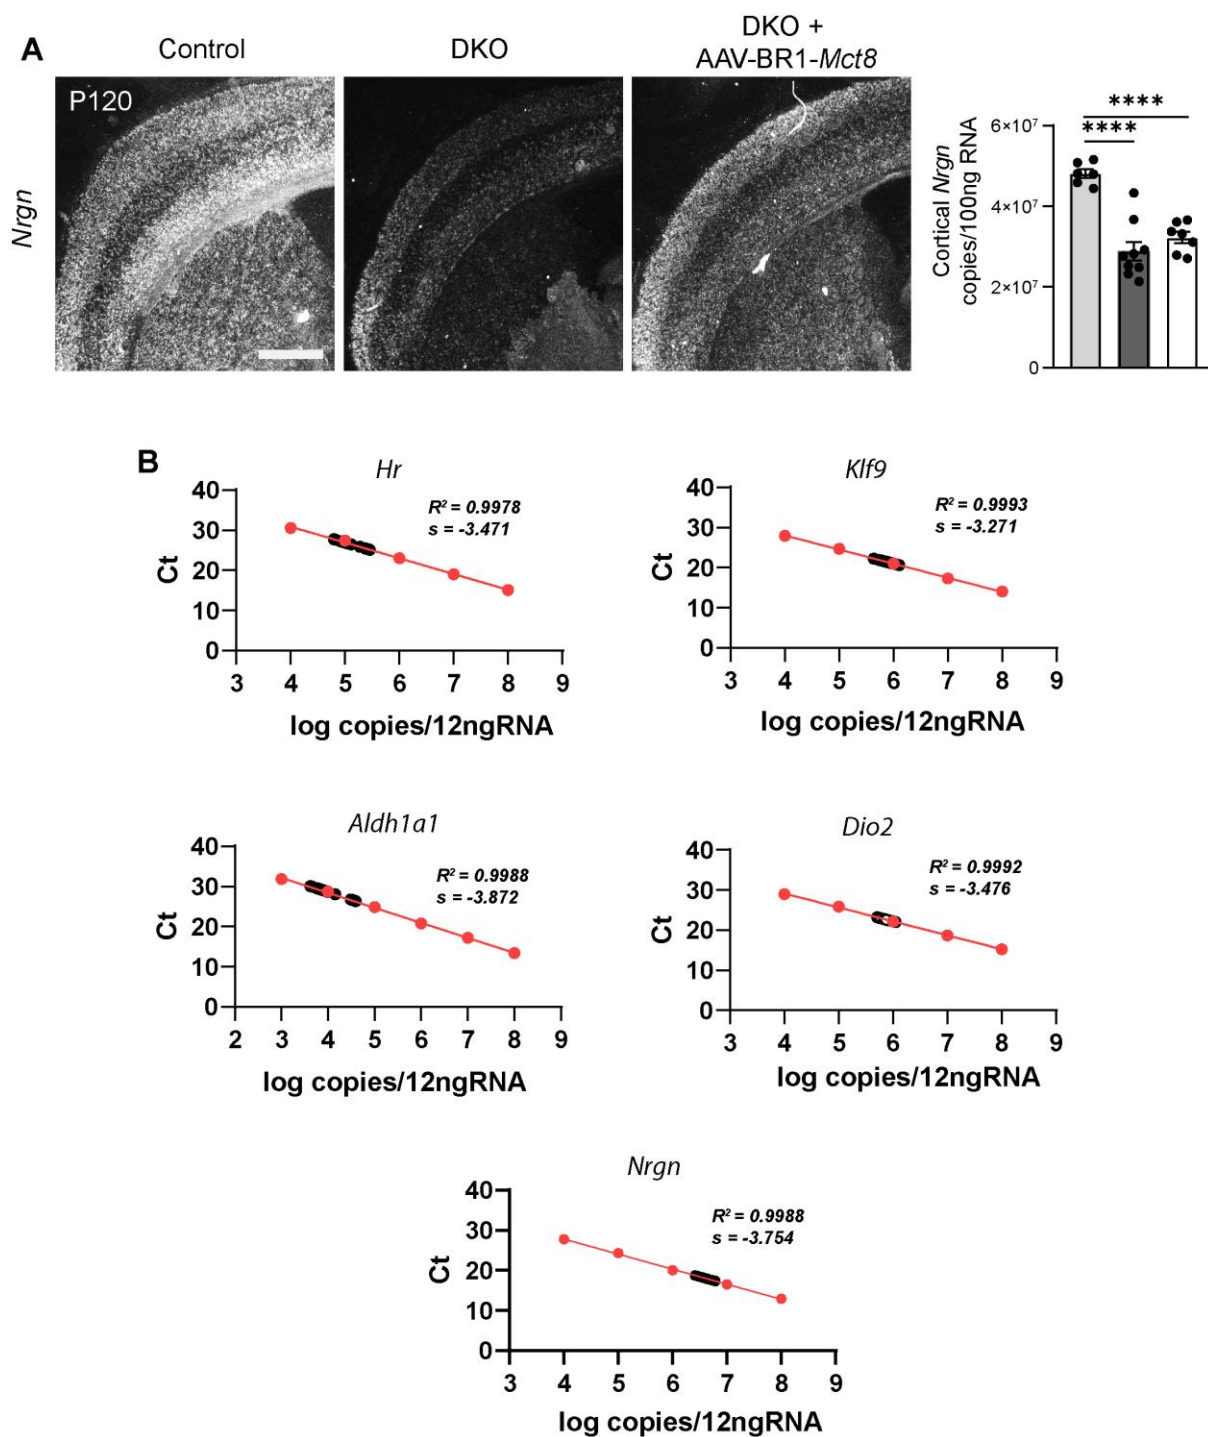 A
Control
DKO
DKO +
AAV-BR1-Mct8
P120
Nrgn
Cortical Nrgn
copies/100ng RNA
6×10⁷
4×10⁷
2×10⁷
0
****
****
B
Hr
R² = 0.9978
s = -3.471
Ct
40
30
20
10
0
3 4 5 6 7 8 9
log copies/12ngRNA
Klf9
R² = 0.9993
s = -3.271
Ct
40
30
20
10
0
3 4 5 6 7 8 9
log copies/12ngRNA
Aldh1a1
R² = 0.9988
s = -3.872
Ct
40
30
20
10
0
2 3 4 5 6 7 8 9
log copies/12ngRNA
Dio2
R² = 0.9992
s = -3.476
Ct
40
30
20
10
0
3 4 5 6 7 8 9
log copies/12ngRNA
Nrgn
R² = 0.9988
s = -3.754
Ct
40
30
20
10
0
3 4 5 6 7 8 9
log copies/12ngRNA